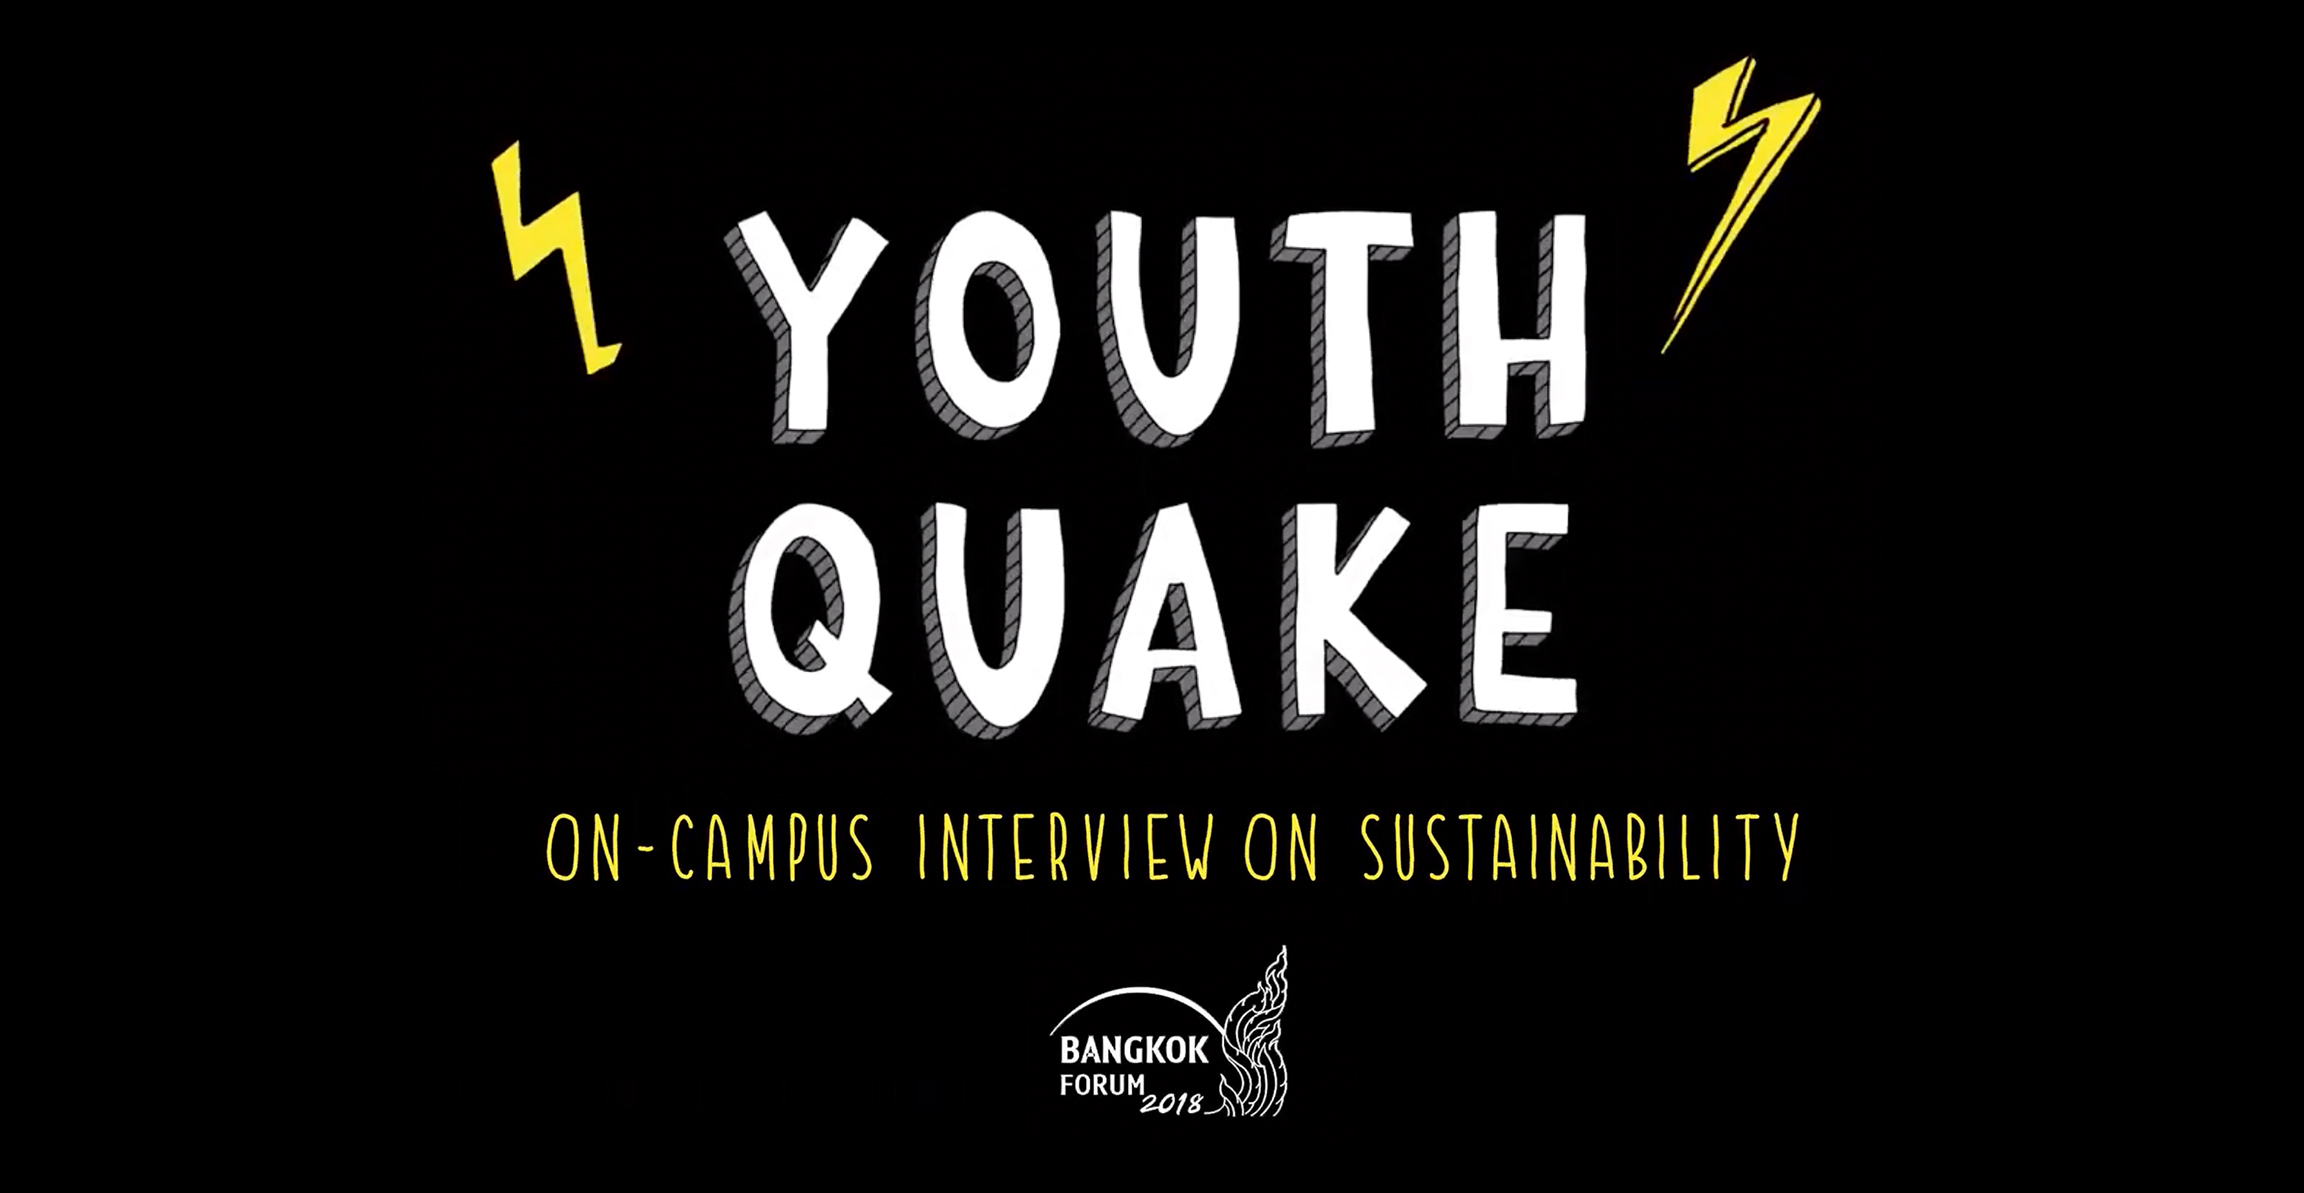 YOUTH
QUAKE
ON-CAMPUS INTERVIEW ON SUSTAINABILITY
BANGKOK
FORUM
2018